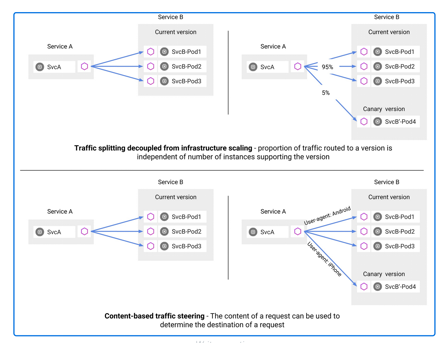 Service B
Current version
Service A
SvcA
SvcB-Pod1
SvcB-Pod2
SvcB-Pod3
Service B
Current version
Service A
SvcA
95%
5%
SvcB-Pod1
SvcB-Pod2
SvcB-Pod3
Canary version
SvcB'-Pod4
Traffic splitting decoupled from infrastructure scaling - proportion of traffic routed to a version is
independent of number of instances supporting the version
Service B
Current version
Service A
SvcA
SvcB-Pod1
SvcB-Pod2
SvcB-Pod3
Service B
Current version
Service A
SvcA
User-agent: Android
User-agent: iPhone
SvcB-Pod1
SvcB-Pod2
SvcB-Pod3
Canary version
SvcB'-Pod4
Content-based traffic steering - The content of a request can be used to
determine the destination of a request